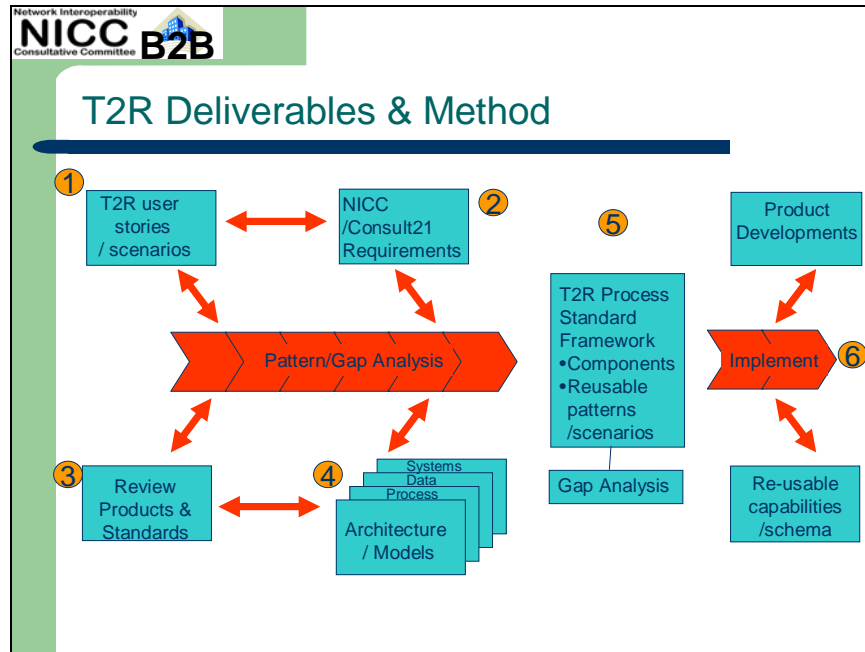 Network Interoperability
NICC
Consultative Committee
B2B
T2R Deliverables & Method
1
T2R user
stories
/ scenarios
NICC
/Consult21
Requirements
2
5
Product
Developments
T2R Process
Standard
Framework
•Components
•Reusable
patterns
/scenarios
Pattern/Gap Analysis
Implement
6
3
Review
Products &
Standards
4
Systems
Data
Process
Architecture
/ Models
Gap Analysis
Re-usable
capabilities
/schema